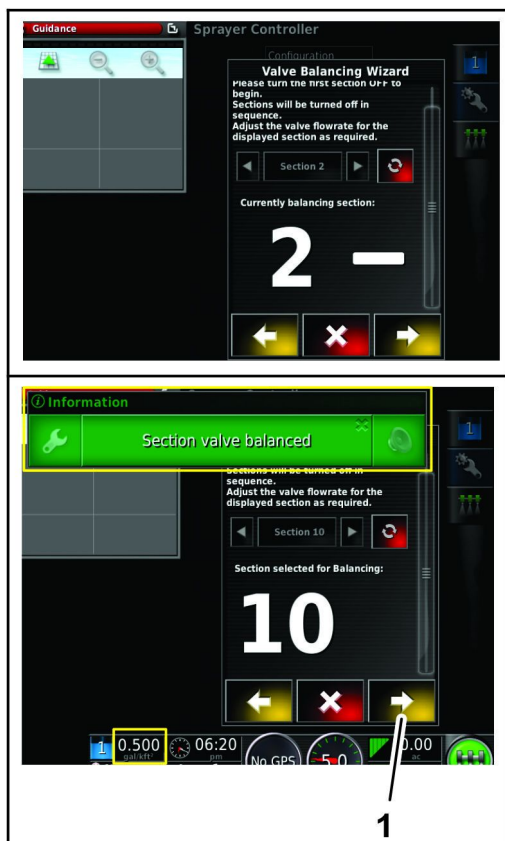 Guidance
Sprayer Controller
Configuration
Valve Balancing Wizard
Please turn the first section OFF to
begin.
Sections will be turned off in
sequence.
Adjust the valve flowrate for the
displayed section as required.
1
Section 2
Currently balancing section:
2 –
Information
Section valve balanced
1
Sections will be turned off in
sequence.
Adjust the valve flowrate for the
displayed section as required.
Section 10
Section selected for Balancing:
10
1 0.500 06:20 No GPS 5.0 0.00
gal/kft² pm ac
1